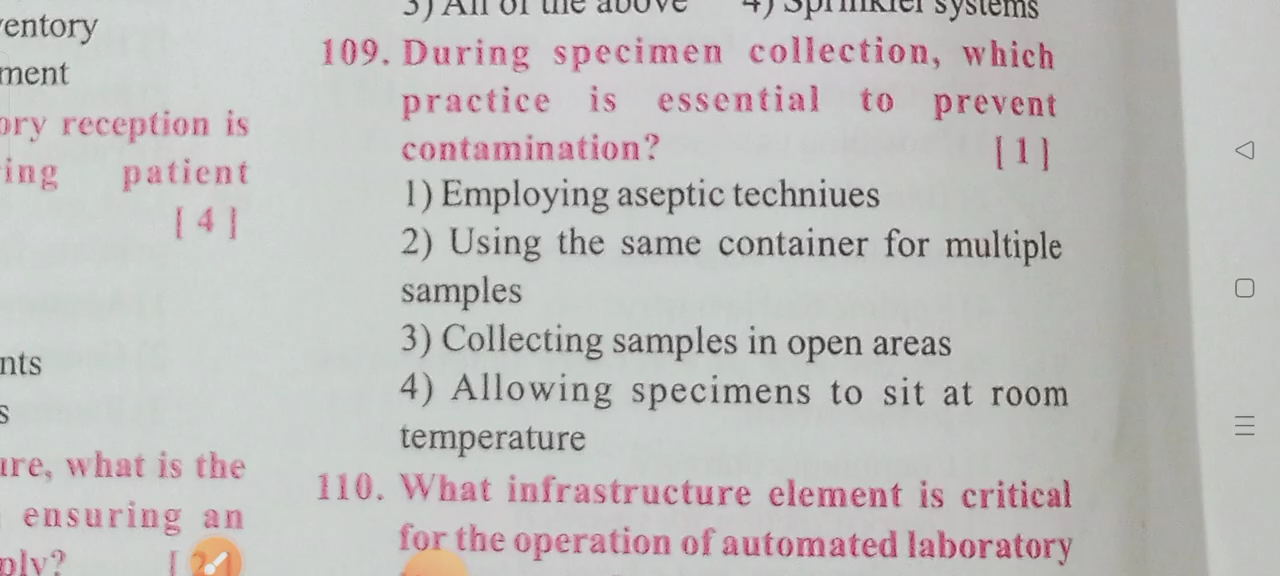 ventory
ment
ory reception is
ing patient
[ 4 ]
nts
s
ure, what is the
ensuring an
ply? [
3) All of the above 4) Sprinkler systems
109. During specimen collection, which
practice is essential to prevent
contamination? [ 1 ]
1) Employing aseptic techniues
2) Using the same container for multiple
samples
3) Collecting samples in open areas
4) Allowing specimens to sit at room
temperature
110. What infrastructure element is critical
for the operation of automated laboratory